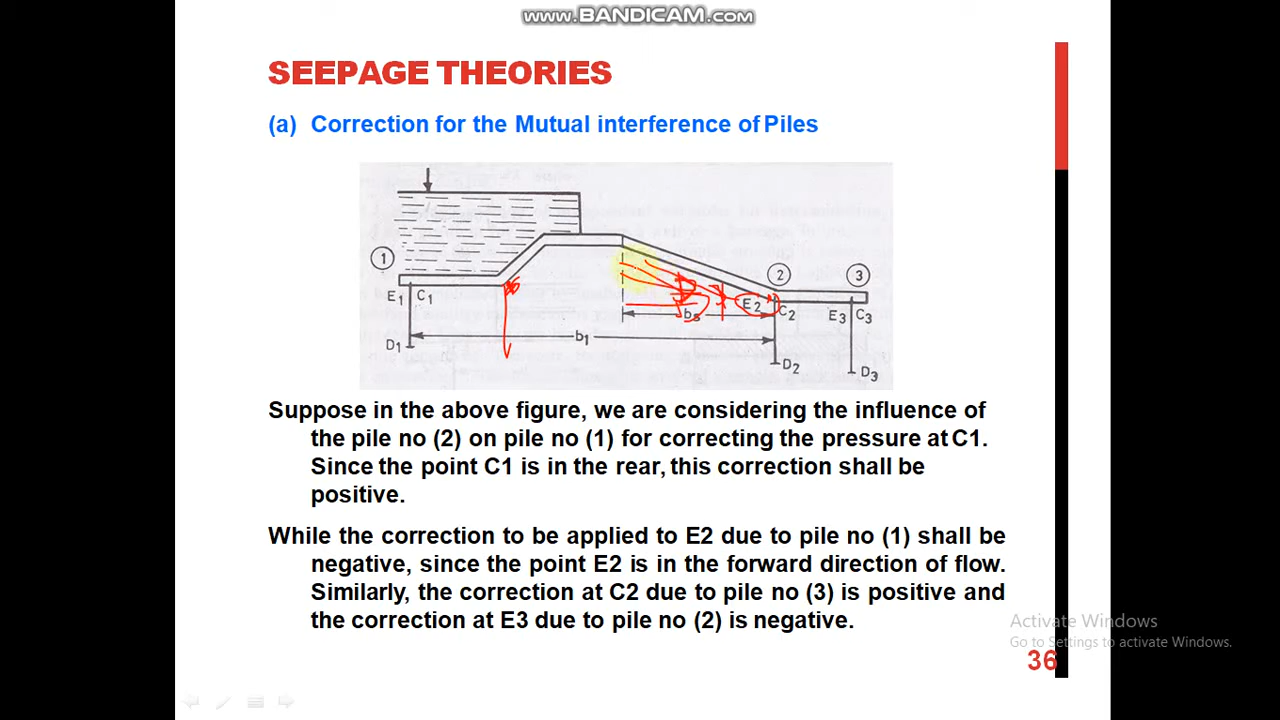 www.BANDICAM.com
SEEPAGE THEORIES
(a) Correction for the Mutual interference of Piles
1
2
3
E1 C1
E2
C2
E3 C3
bs
b1
D1
D2
D3
Suppose in the above figure, we are considering the influence of
the pile no (2) on pile no (1) for correcting the pressure at C1.
Since the point C1 is in the rear, this correction shall be
positive.
While the correction to be applied to E2 due to pile no (1) shall be
negative, since the point E2 is in the forward direction of flow.
Similarly, the correction at C2 due to pile no (3) is positive and
the correction at E3 due to pile no (2) is negative.
Activate Windows
Go to Settings to activate Windows.
36